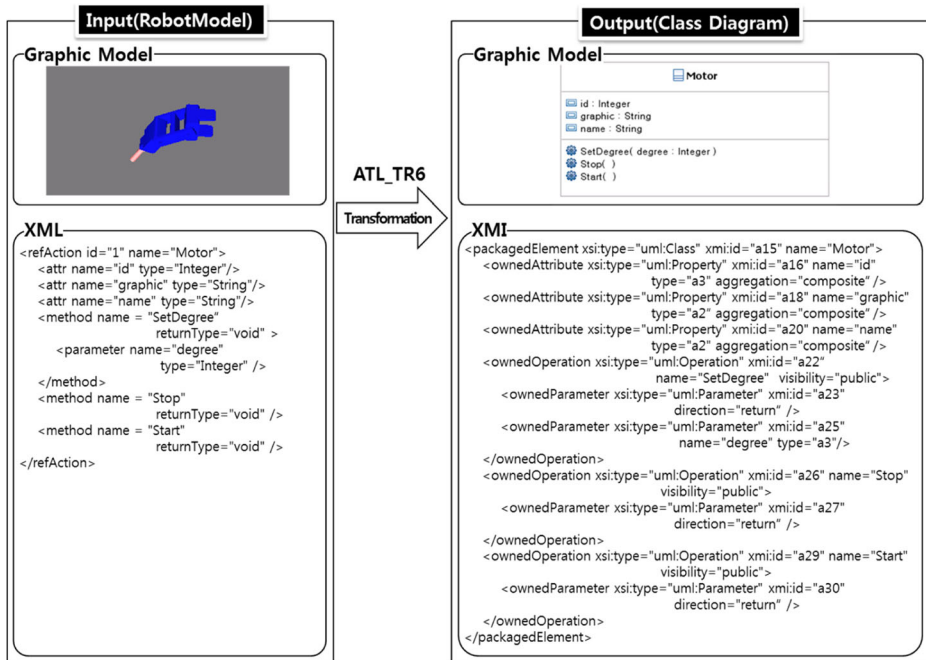 Input(RobotModel)
Graphic Model
XML
<refAction id="1" name="Motor">
<attr name="id" type="Integer"/>
<attr name="graphic" type="String"/>
<attr name="name" type="String"/>
<method name = "SetDegree"
returnType="void" >
<parameter name="degree"
type="Integer" />
</method>
<method name = "Stop"
returnType="void" />
<method name = "Start"
returnType="void" />
</refAction>
ATL_TR6
Transformation
Output(Class Diagram)
Graphic Model
Motor
id : Integer
graphic : String
name : String
SetDegree( degree : Integer )
Stop( )
Start( )
XMI
<packagedElement xsi:type="uml:Class" xmi:id="a15" name="Motor">
<ownedAttribute xsi:type="uml:Property" xmi:id="a16" name="id"
type="a3" aggregation="composite" />
<ownedAttribute xsi:type="uml:Property" xmi:id="a18" name="graphic"
type="a2" aggregation="composite" />
<ownedAttribute xsi:type="uml:Property" xmi:id="a20" name="name"
type="a2" aggregation="composite" />
<ownedOperation xsi:type="uml:Operation" xmi:id="a22"
name="SetDegree" visibility="public">
<ownedParameter xsi:type="uml:Parameter" xmi:id="a23"
direction="return" />
<ownedParameter xsi:type="uml:Parameter" xmi:id="a25"
name="degree" type="a3"/>
</ownedOperation>
<ownedOperation xsi:type="uml:Operation" xmi:id="a26" name="Stop"
visibility="public">
<ownedParameter xsi:type="uml:Parameter" xmi:id="a27"
direction="return" />
</ownedOperation>
<ownedOperation xsi:type="uml:Operation" xmi:id="a29" name="Start"
visibility="public">
<ownedParameter xsi:type="uml:Parameter" xmi:id="a30"
direction="return" />
</ownedOperation>
</packagedElement>